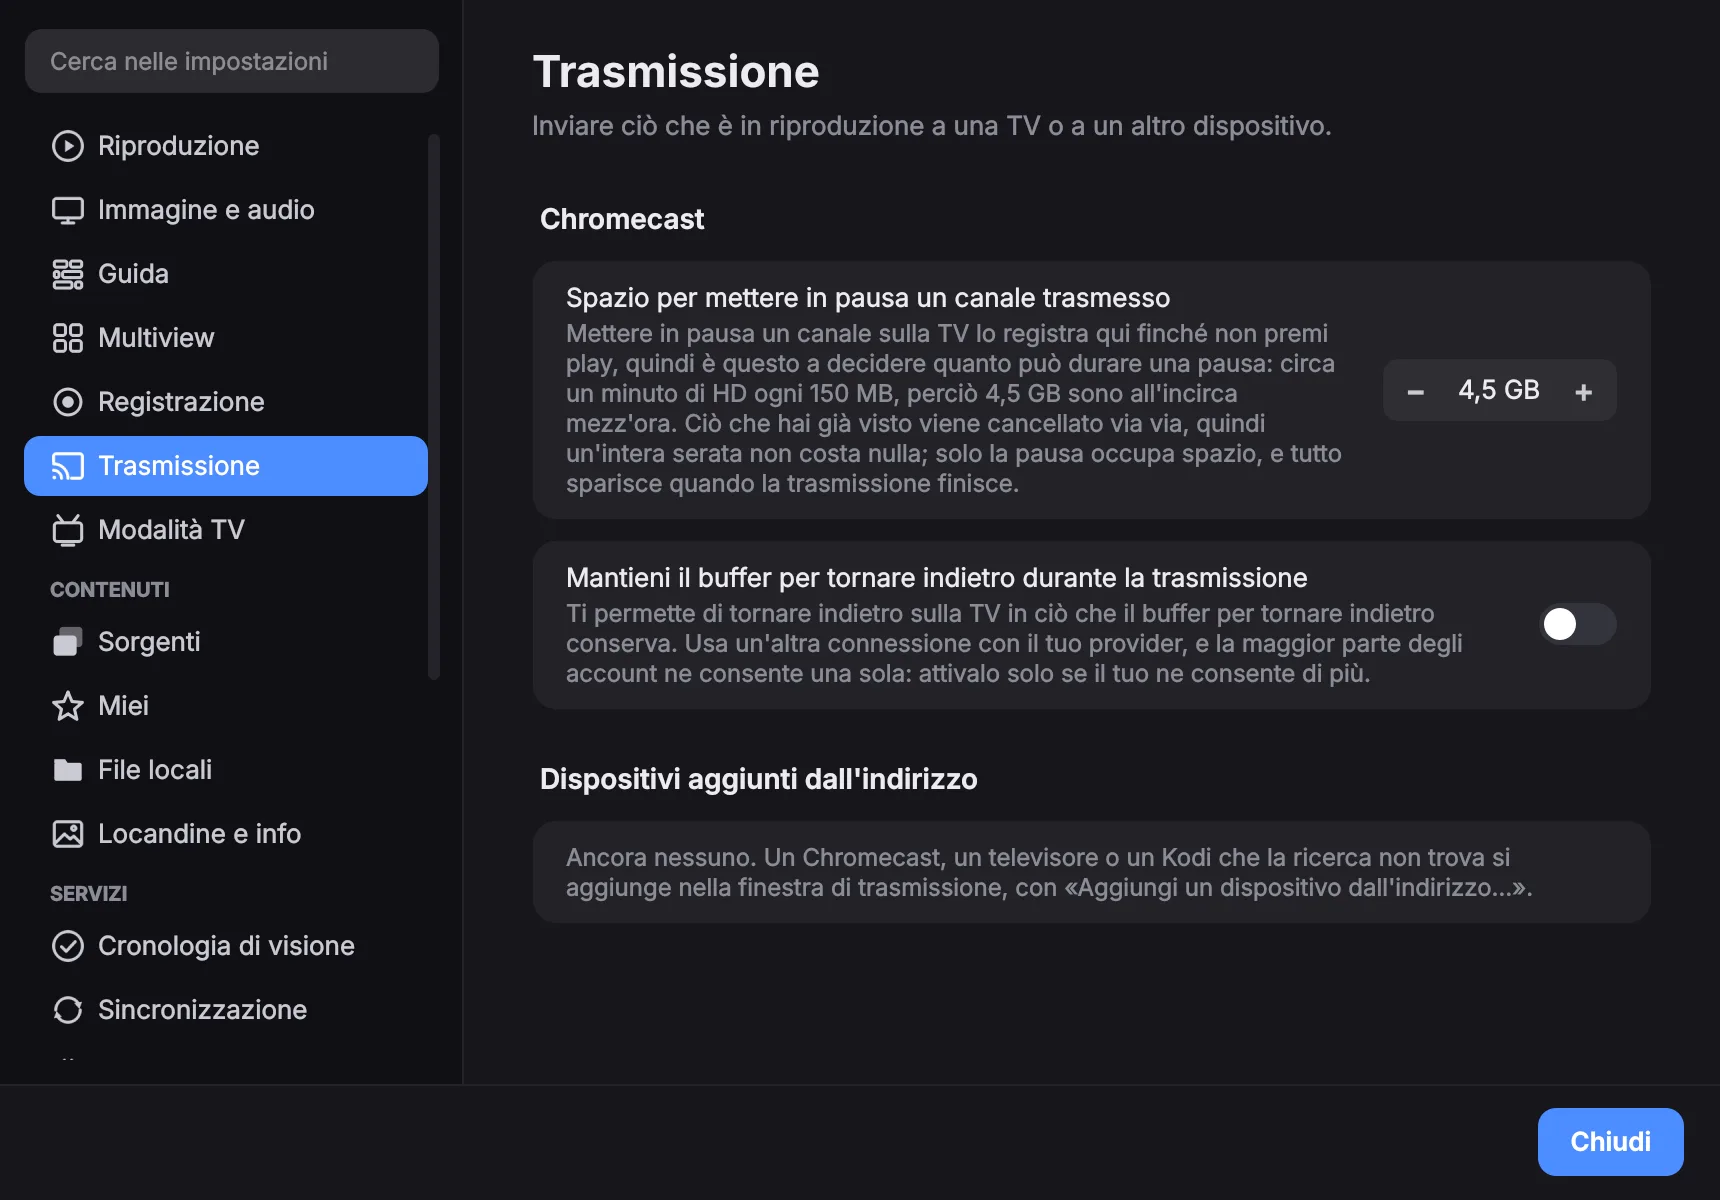 Cerca nelle impostazioni
Riproduzione
Immagine e audio
Guida
Multiview
Registrazione
Trasmissione
Modalità TV
CONTENUTI
Sorgenti
Miei
File locali
Locandine e info
SERVIZI
Cronologia di visione
Sincronizzazione
Trasmissione
Inviare ciò che è in riproduzione a una TV o a un altro dispositivo.
Chromecast
Spazio per mettere in pausa un canale trasmesso
Mettere in pausa un canale sulla TV lo registra qui finché non premi
play, quindi è questo a decidere quanto può durare una pausa: circa
un minuto di HD ogni 150 MB, perciò 4,5 GB sono all'incirca
mezz'ora. Ciò che hai già visto viene cancellato via via, quindi
un'intera serata non costa nulla; solo la pausa occupa spazio, e tutto
sparisce quando la trasmissione finisce.
− 4,5 GB +
Mantieni il buffer per tornare indietro durante la trasmissione
Ti permette di tornare indietro sulla TV in ciò che il buffer per tornare indietro
conserva. Usa un'altra connessione con il tuo provider, e la maggior parte degli
account ne consente una sola: attivalo solo se il tuo ne consente di più.
Dispositivi aggiunti dall'indirizzo
Ancora nessuno. Un Chromecast, un televisore o un Kodi che la ricerca non trova si
aggiunge nella finestra di trasmissione, con «Aggiungi un dispositivo dall'indirizzo…».
Chiudi